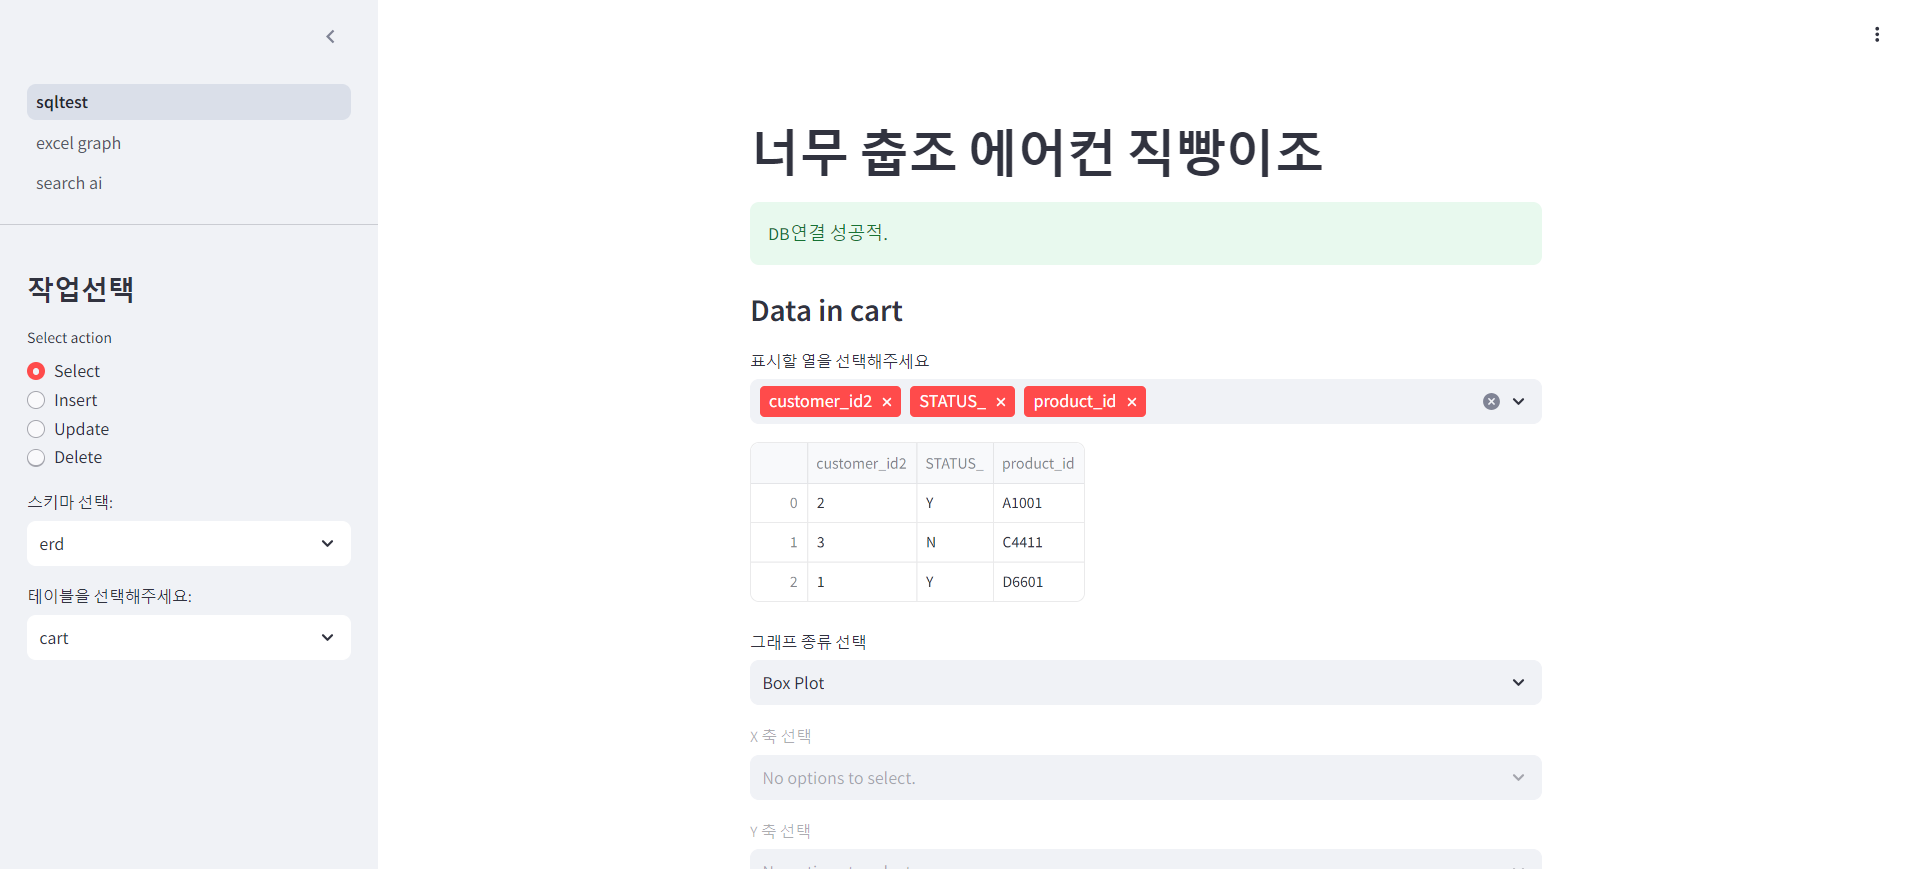 sqltest
excel graph
search ai
작업선택
Select action
Select
Insert
Update
Delete
스키마 선택:
erd
테이블을 선택해주세요:
cart
너무 춥조 에어컨 직빵이조
DB연결 성공적.
Data in cart
표시할 열을 선택해주세요
customer_id2 STATUS_ product_id
customer_id2 STATUS_ product_id
0 2 Y A1001
1 3 N C4411
2 1 Y D6601
그래프 종류 선택
Box Plot
X 축 선택
No options to select.
Y 축 선택